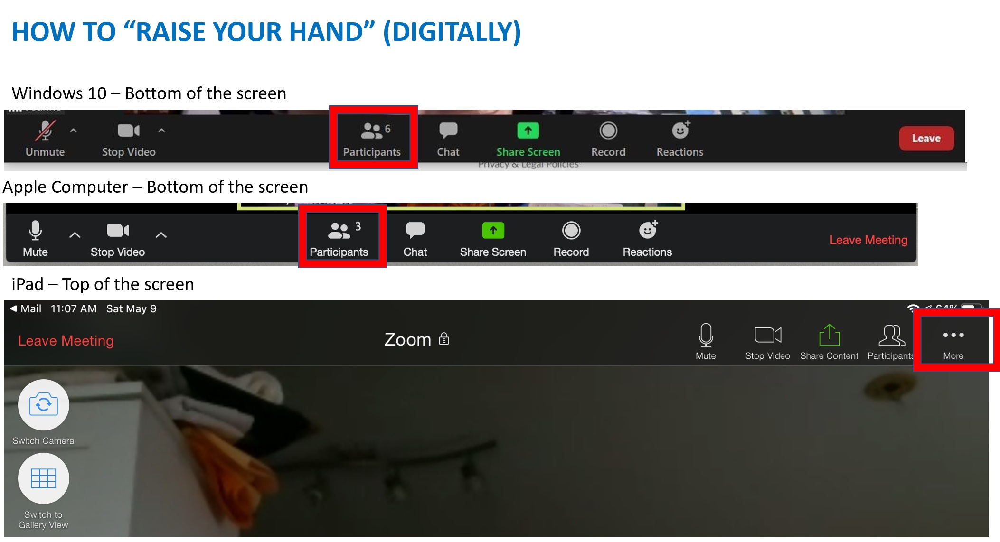 HOW TO “RAISE YOUR HAND” (DIGITALLY)
Windows 10 – Bottom of the screen
6
Unmute Stop Video Participants Chat Share Screen Record Reactions Leave
Privacy & Legal Policies
Apple Computer – Bottom of the screen
3
Mute Stop Video Participants Chat Share Screen Record Reactions Leave Meeting
iPad – Top of the screen
Mail 11:07 AM Sat May 9 64%
Leave Meeting Zoom E
Mute Stop Video Share Content Participants More
Switch Camera
Switch to
Gallery View